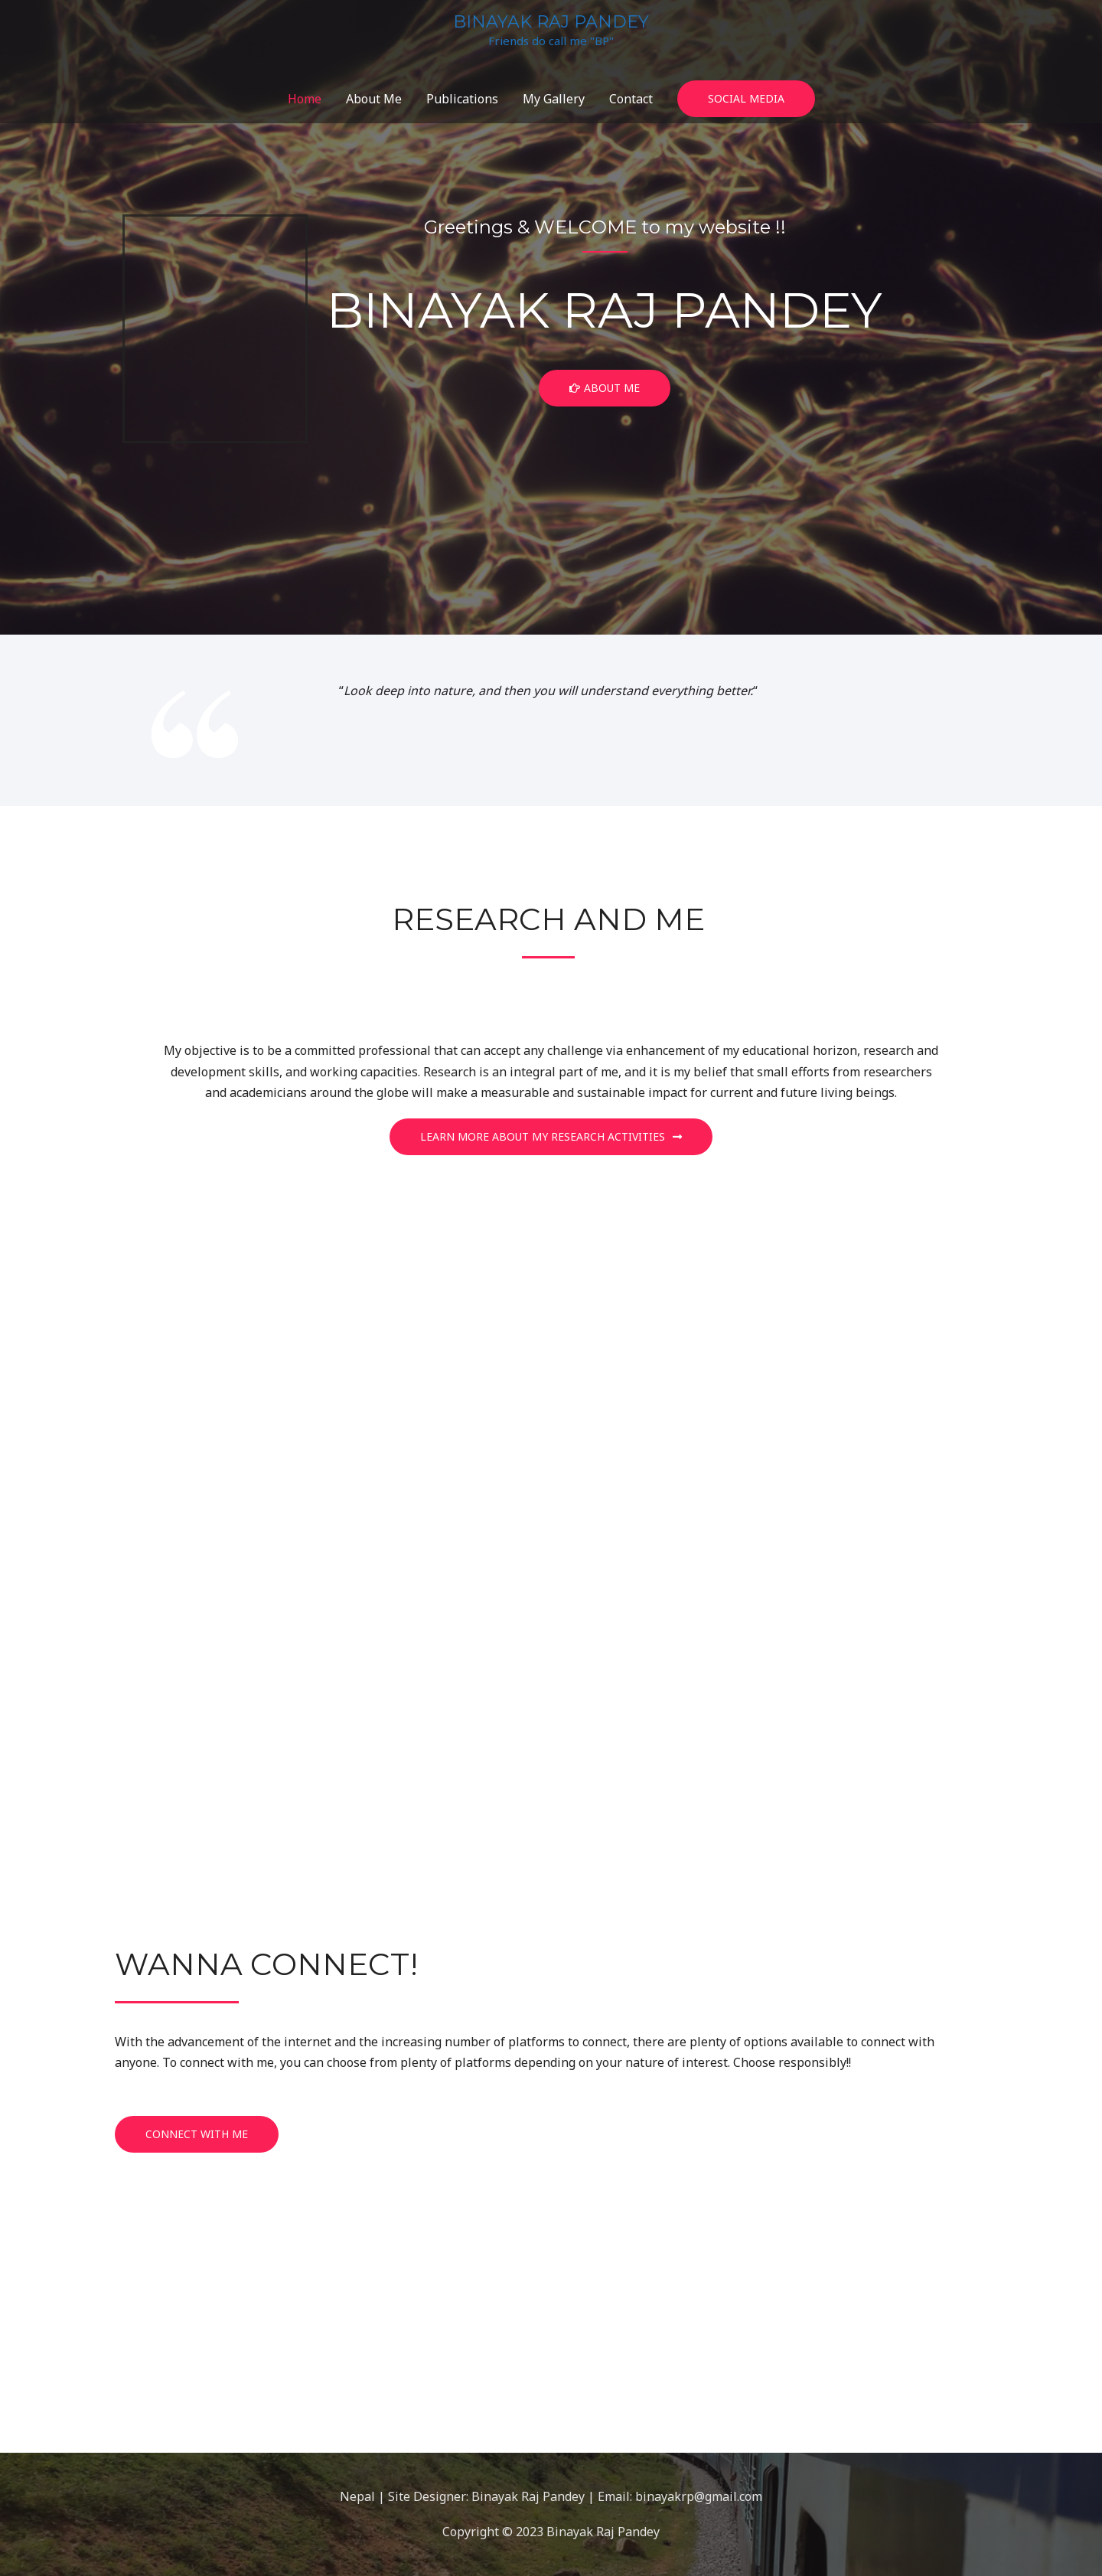 BINAYAK RAJ PANDEY
Friends do call me "BP"
Home About Me Publications My Gallery Contact SOCIAL MEDIA
Greetings & WELCOME to my website !!
BINAYAK RAJ PANDEY
ABOUT ME
“Look deep into nature, and then you will understand everything better.”
RESEARCH AND ME
My objective is to be a committed professional that can accept any challenge via enhancement of my educational horizon, research and
development skills, and working capacities. Research is an integral part of me, and it is my belief that small efforts from researchers
and academicians around the globe will make a measurable and sustainable impact for current and future living beings.
LEARN MORE ABOUT MY RESEARCH ACTIVITIES
WANNA CONNECT!
With the advancement of the internet and the increasing number of platforms to connect, there are plenty of options available to connect with
anyone. To connect with me, you can choose from plenty of platforms depending on your nature of interest. Choose responsibly!!
CONNECT WITH ME
Nepal | Site Designer: Binayak Raj Pandey | Email: binayakrp@gmail.com
Copyright © 2023 Binayak Raj Pandey